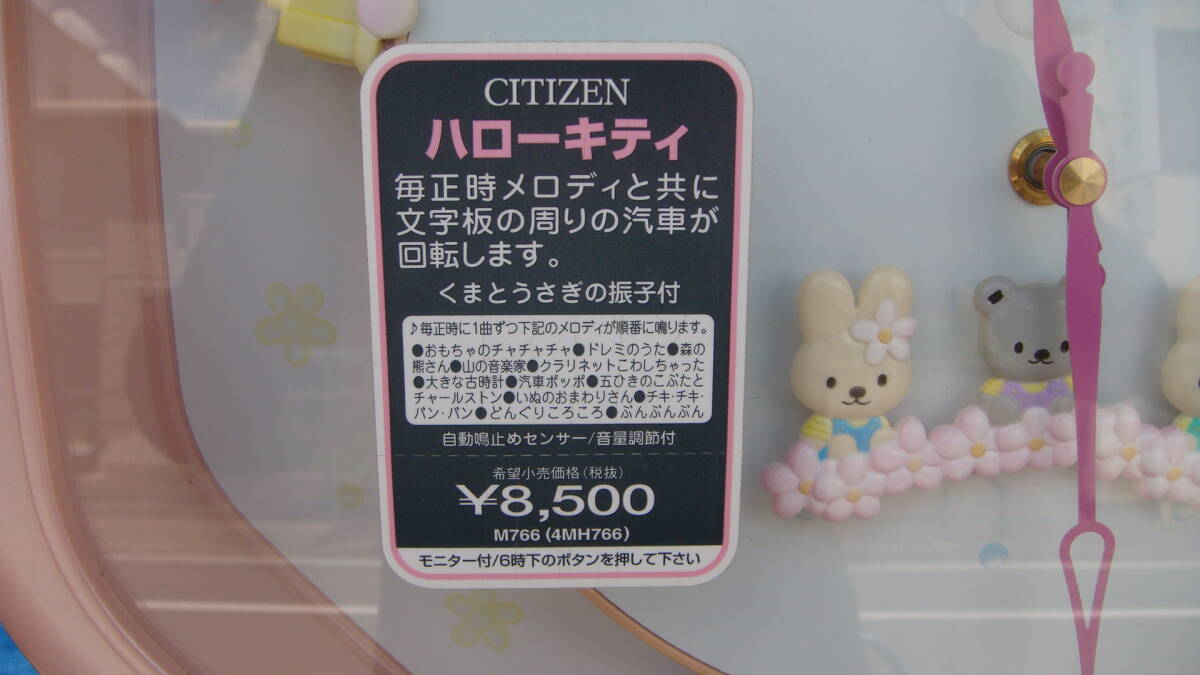 CITIZEN
ハローキティ
毎正時メロディと共に
文字板の周りの汽車が
回転します。
くまとうさぎの振子付
♪毎正時に1曲ずつ下記のメロディが順番に鳴ります。
●おもちゃのチャチャチャ●ドレミのうた●森の
熊さん●山の音楽家●クラリネットこわしちゃった
●大きな古時計●汽車ポッポ●五ひきのこぶたと
チャールストン●いぬのおまわりさん●チキ・チキ・
バン・バン●どんぐりころころ●ぶんぶんぶん
自動鳴止めセンサー/音量調節付
希望小売価格(税抜)
¥8,500
M766(4MH766)
モニター付/6時下のボタンを押して下さい